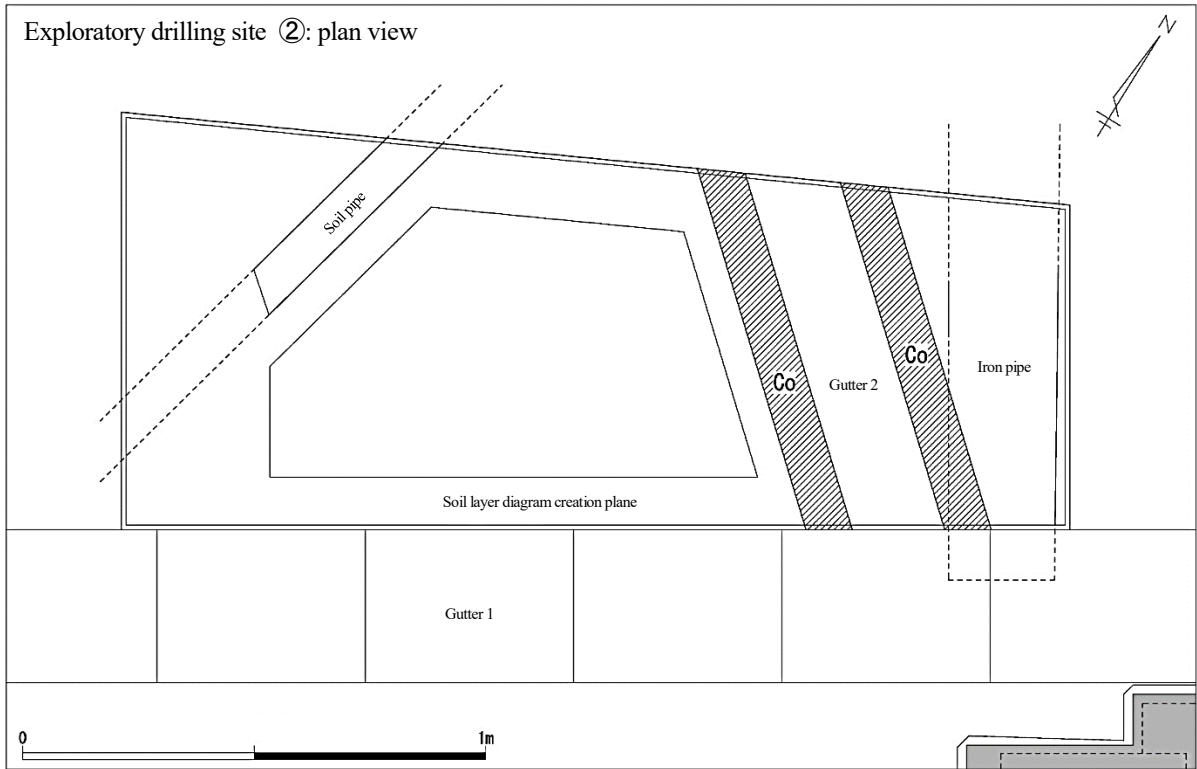 Exploratory drilling site ②: plan view
N
Soil pipe
Co
Gutter 2
Co
Iron pipe
Soil layer diagram creation plane
Gutter 1
0
1m